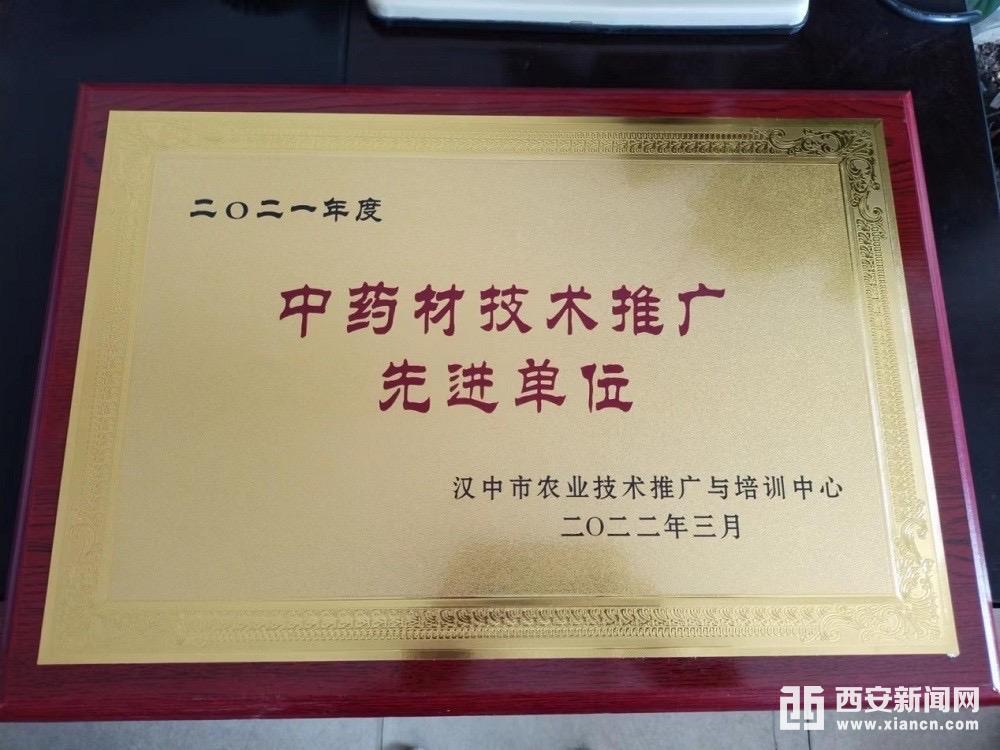 二〇二一年度
中药材技术推广
先进单位
汉中市农业技术推广与培训中心
二〇二二年三月
西安新闻网
www.xiancn.com